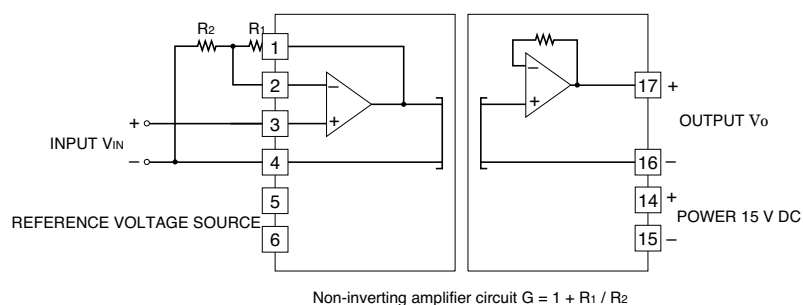 R2 R1
1
2
3
4
5
6
+
INPUT VIN
–
REFERENCE VOLTAGE SOURCE
–
+
–
+
17 +
OUTPUT Vo
16 –
14 +
POWER 15 V DC
15 –
Non-inverting amplifier circuit G = 1 + R1 / R2